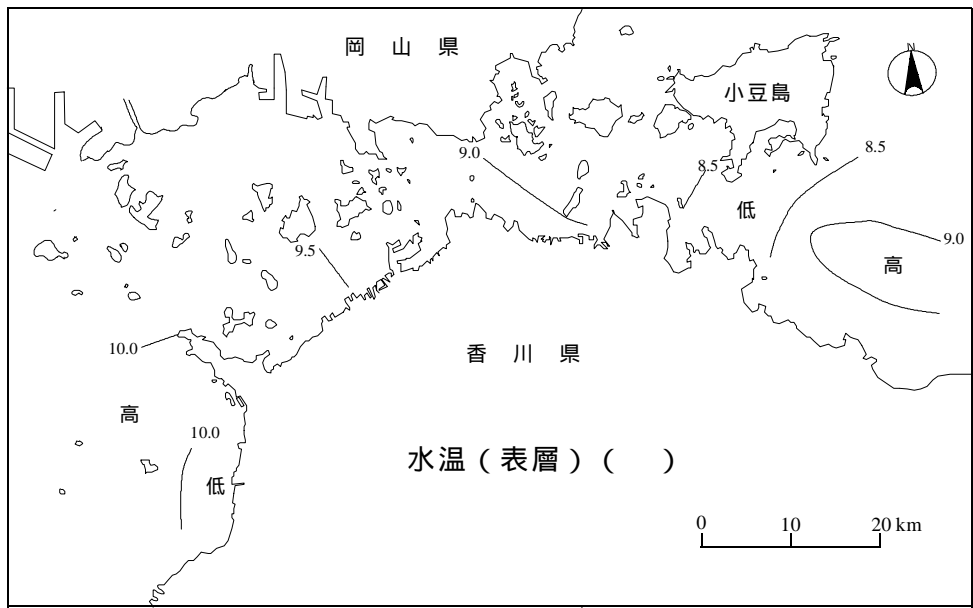 岡 山 県
N
小豆島
9.0
8.5
8.5
低
9.5
9.0
高
10.0
香 川 県
高
10.0
水温（表層）（ ）
低
0 10 20 km